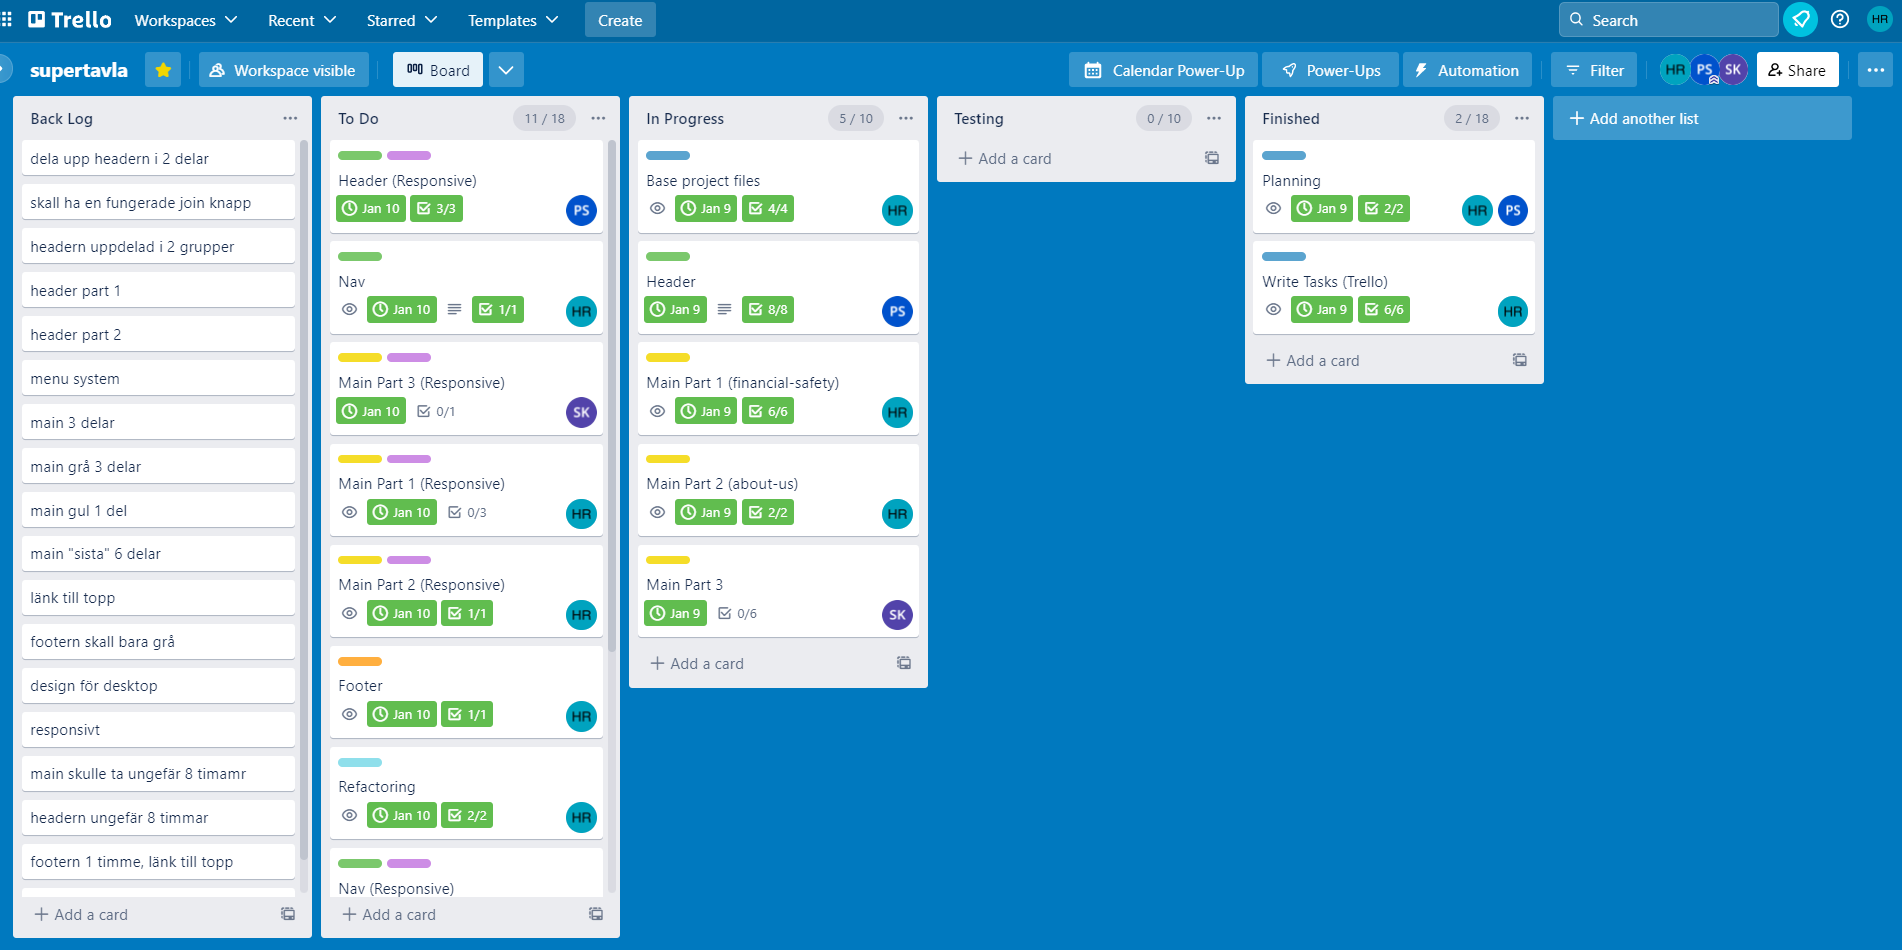 Trello Workspaces Recent Starred Templates Create Search HR
supertavla Workspace visible Board Calendar Power-Up Power-Ups Automation Filter HR PS SK Share
Back Log
dela upp headern i 2 delar
skall ha en fungerade join knapp
headern uppdelad i 2 grupper
header part 1
header part 2
menu system
main 3 delar
main grå 3 delar
main gul 1 del
main "sista" 6 delar
länk till topp
footern skall bara grå
design för desktop
responsivt
main skulle ta ungefär 8 timamr
headern ungefär 8 timmar
footern 1 timme, länk till topp
+ Add a card
To Do 11 / 18
Header (Responsive)
Jan 10 3/3 PS
Nav
Jan 10 1/1 HR
Main Part 3 (Responsive)
Jan 10 0/1 SK
Main Part 1 (Responsive)
Jan 10 0/3 HR
Main Part 2 (Responsive)
Jan 10 1/1 HR
Footer
Jan 10 1/1 HR
Refactoring
Jan 10 2/2 HR
Nav (Responsive)
+ Add a card
In Progress 5 / 10
Base project files
Jan 9 4/4 HR
Header
Jan 9 8/8 PS
Main Part 1 (financial-safety)
Jan 9 6/6 HR
Main Part 2 (about-us)
Jan 9 2/2 HR
Main Part 3
Jan 9 0/6 SK
+ Add a card
Testing 0 / 10
+ Add a card
Finished 2 / 18
Planning
Jan 9 2/2 HR PS
Write Tasks (Trello)
Jan 9 6/6 HR
+ Add a card
+ Add another list